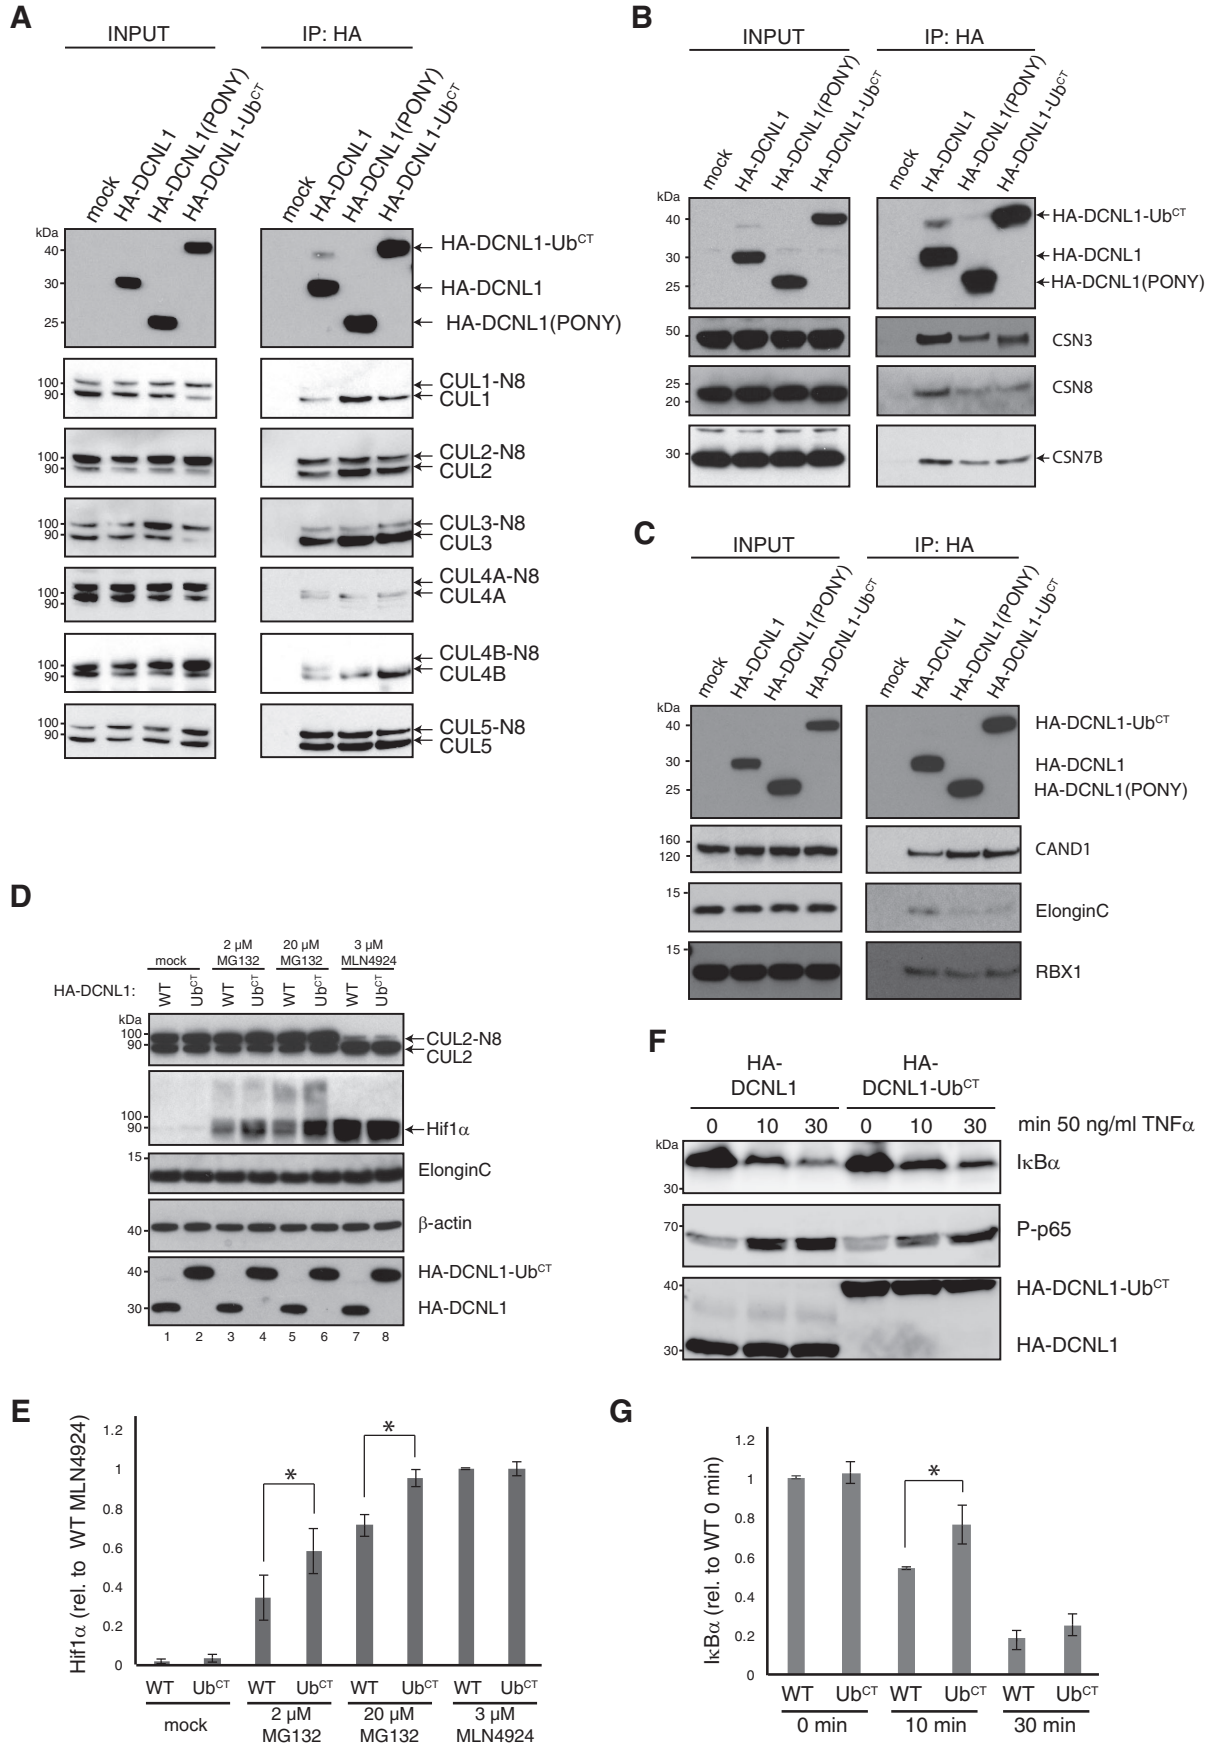 A
INPUT
IP: HA
mock
HA-DCNL1
HA-DCNL1(PONY)
HA-DCNL1-Ub^CT
mock
HA-DCNL1
HA-DCNL1(PONY)
HA-DCNL1-Ub^CT
kDa
40
30
25
HA-DCNL1-Ub^CT
HA-DCNL1
HA-DCNL1(PONY)
100
90
CUL1-N8
CUL1
100
90
CUL2-N8
CUL2
100
90
CUL3-N8
CUL3
100
90
CUL4A-N8
CUL4A
100
90
CUL4B-N8
CUL4B
100
90
CUL5-N8
CUL5
B
INPUT
IP: HA
mock
HA-DCNL1
HA-DCNL1(PONY)
HA-DCNL1-Ub^CT
mock
HA-DCNL1
HA-DCNL1(PONY)
HA-DCNL1-Ub^CT
kDa
40
30
25
HA-DCNL1-Ub^CT
HA-DCNL1
HA-DCNL1(PONY)
50
CSN3
25
20
CSN8
30
CSN7B
C
INPUT
IP: HA
mock
HA-DCNL1
HA-DCNL1(PONY)
HA-DCNL1-Ub^CT
mock
HA-DCNL1
HA-DCNL1(PONY)
HA-DCNL1-Ub^CT
kDa
40
30
25
HA-DCNL1-Ub^CT
HA-DCNL1
HA-DCNL1(PONY)
160
120
CAND1
15
ElonginC
15
RBX1
D
mock
2 µM MG132
20 µM MG132
3 µM MLN4924
HA-DCNL1: WT Ub^CT WT Ub^CT WT Ub^CT WT Ub^CT
kDa
100
90
CUL2-N8
CUL2
100
90
Hif1α
15
ElonginC
40
β-actin
40
30
HA-DCNL1-Ub^CT
HA-DCNL1
1 2 3 4 5 6 7 8
F
HA-DCNL1
HA-DCNL1-Ub^CT
0 10 30 0 10 30 min 50 ng/ml TNFα
kDa
30
IκBα
70
P-p65
40
30
HA-DCNL1-Ub^CT
HA-DCNL1
E
Hif1α (rel. to WT MLN4924)
1.2
1
0.8
0.6
0.4
0.2
0
*
*
WT Ub^CT WT Ub^CT WT Ub^CT WT Ub^CT
mock
2 µM MG132
20 µM MG132
3 µM MLN4924
G
IκBα (rel. to WT 0 min)
1.2
1
0.8
0.6
0.4
0.2
0
*
WT Ub^CT WT Ub^CT WT Ub^CT
0 min 10 min 30 min